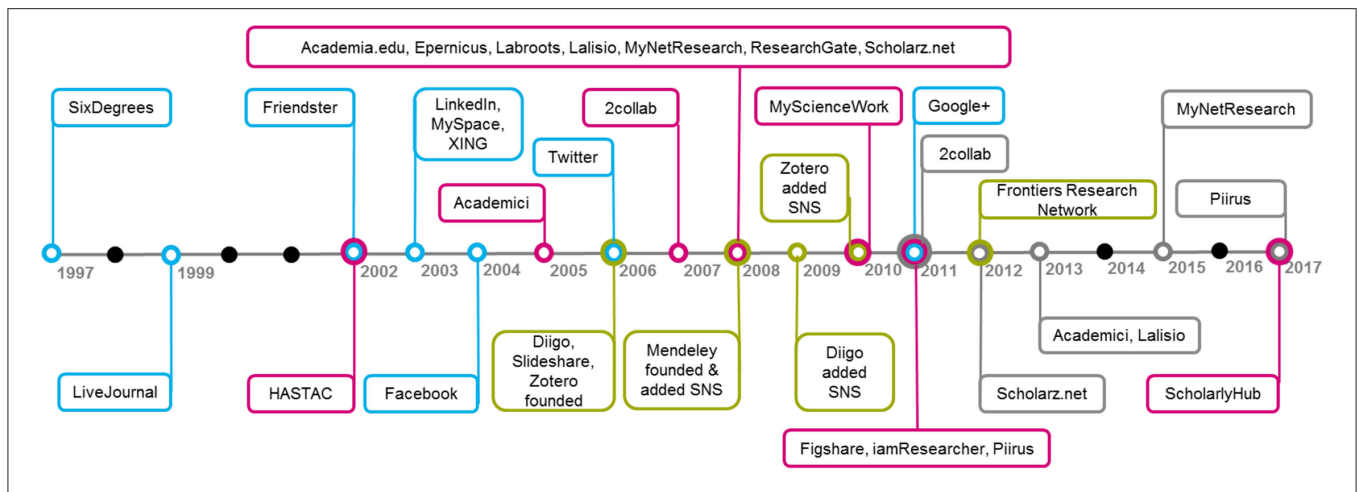 Academia.edu, Epernicus, Labroots, Lalisio, MyNetResearch, ResearchGate, Scholarz.net
SixDegrees
Friendster
LinkedIn,
MySpace,
XING
2collab
MyScienceWork
Google+
MyNetResearch
Twitter
2collab
Zotero
added
SNS
Academici
Frontiers Research
Network
Piirus
1997
1999
2002
2003
2004
2005
2006
2007
2008
2009
2010
2011
2012
2013
2014
2015
2016
2017
LiveJournal
HASTAC
Facebook
Diigo,
Slideshare,
Zotero
founded
Mendeley
founded &
added SNS
Diigo
added
SNS
Academici, Lalisio
Scholarz.net
ScholarlyHub
Figshare, iamResearcher, Piirus